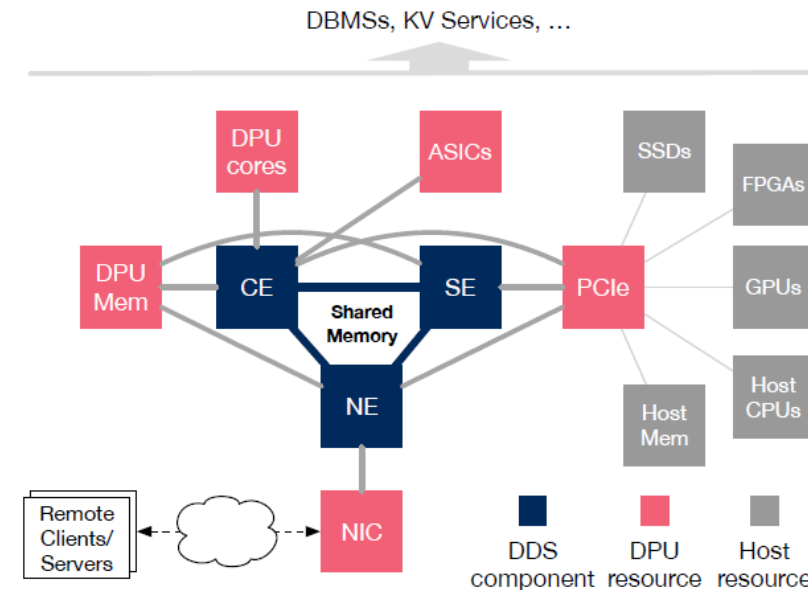 DBMSs, KV Services, ...
DPU
cores
ASICs
SSDs
FPGAs
DPU
Mem
CE
SE
PCIe
GPUs
Shared
Memory
NE
Host
Mem
Host
CPUs
Remote
Clients/
Servers
NIC
DDS
component
DPU
resource
Host
resource